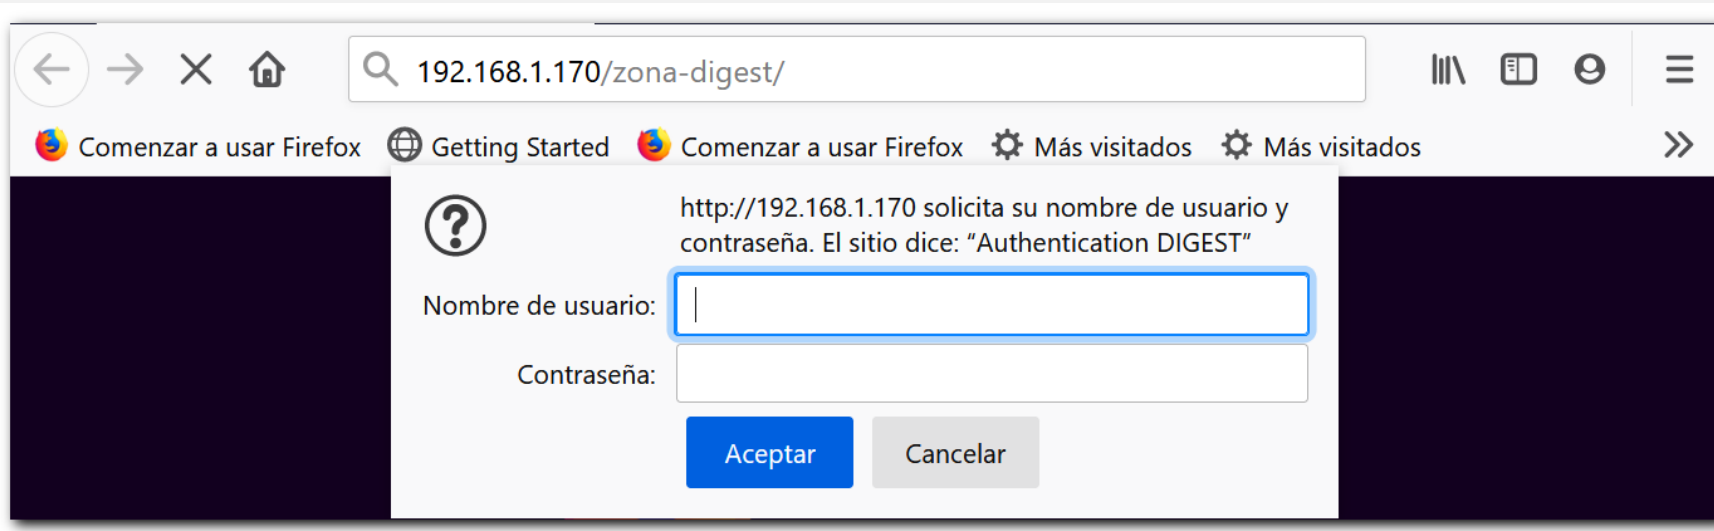 192.168.1.170/zona-digest/
Comenzar a usar Firefox Getting Started Comenzar a usar Firefox Más visitados Más visitados
http://192.168.1.170 solicita su nombre de usuario y
contraseña. El sitio dice: “Authentication DIGEST”
Nombre de usuario:
Contraseña:
Aceptar Cancelar